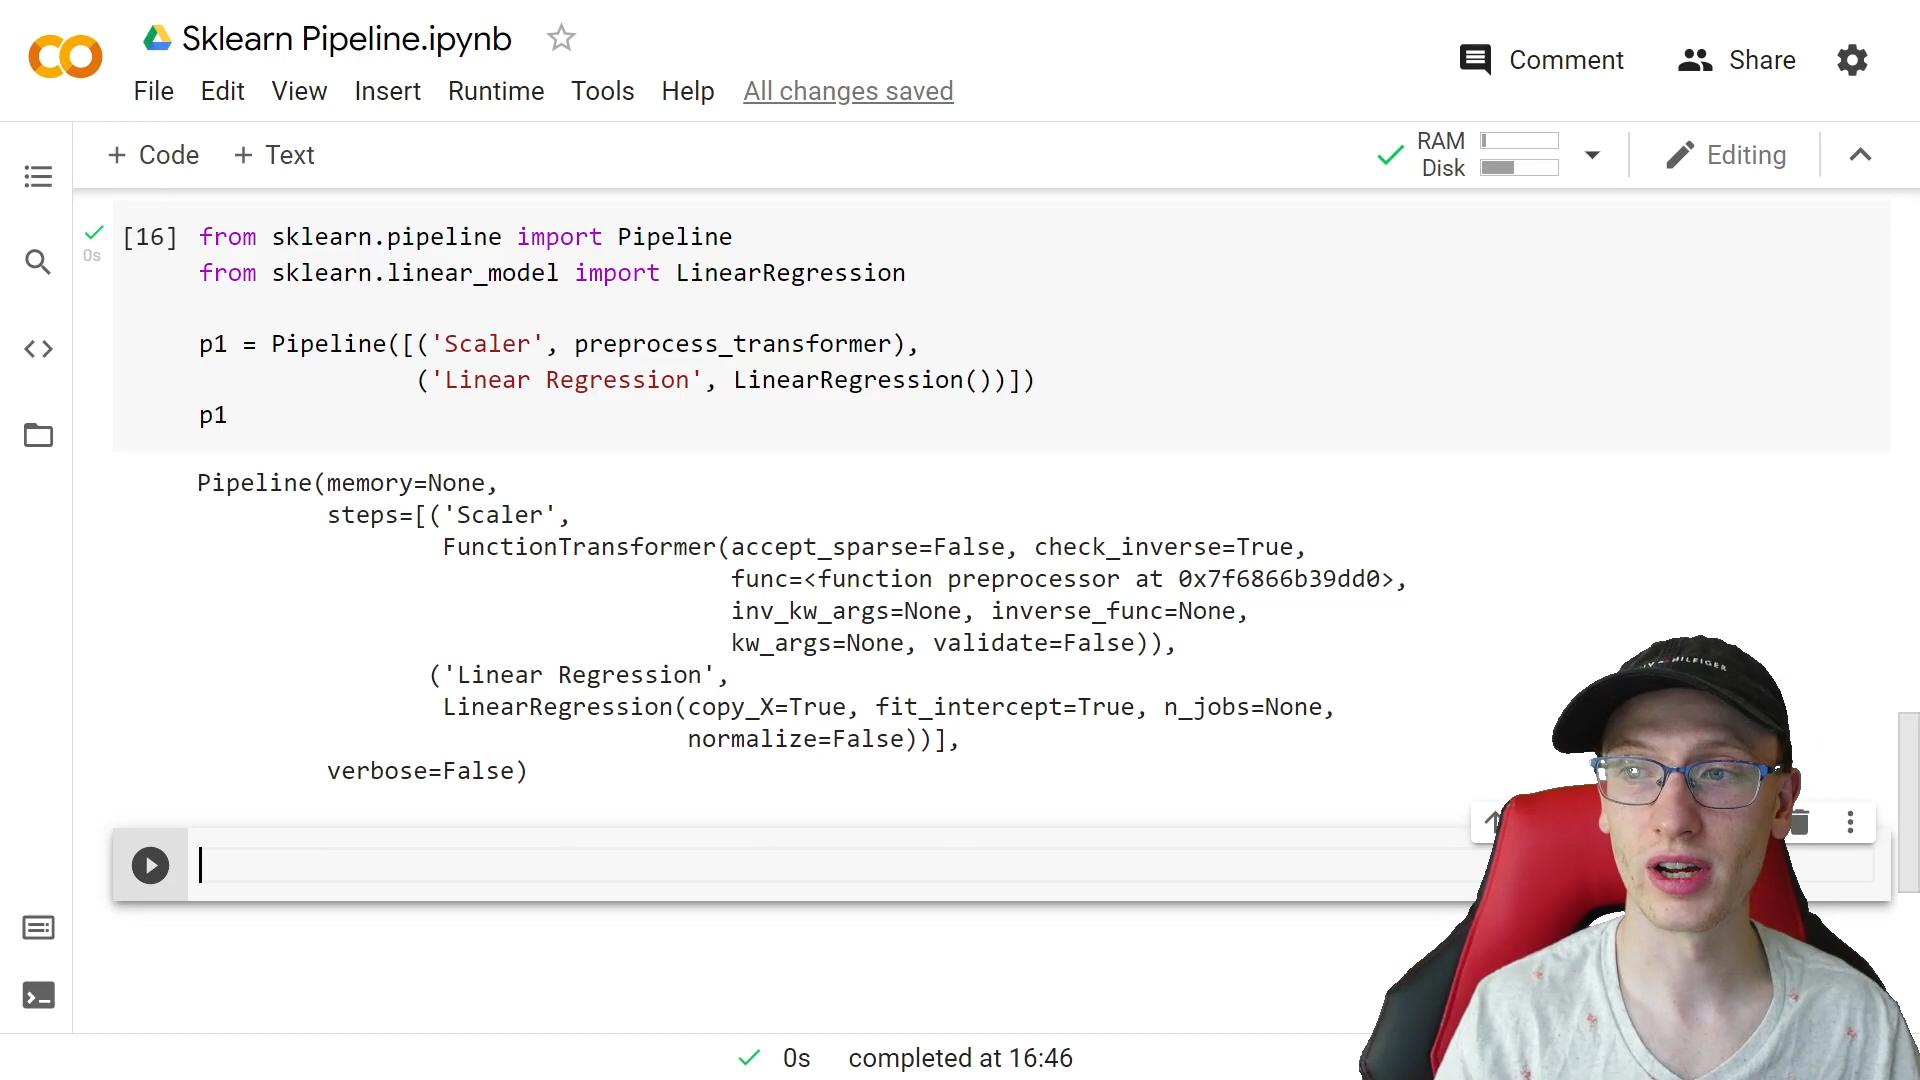 Sklearn Pipeline.ipynb
Comment
Share
File Edit View Insert Runtime Tools Help All changes saved
+ Code + Text
RAM
Disk
Editing
0s
[16] from sklearn.pipeline import Pipeline
from sklearn.linear_model import LinearRegression
p1 = Pipeline([('Scaler', preprocess_transformer),
('Linear Regression', LinearRegression())])
p1
Pipeline(memory=None,
steps=[('Scaler',
FunctionTransformer(accept_sparse=False, check_inverse=True,
func=<function preprocessor at 0x7f6866b39dd0>,
inv_kw_args=None, inverse_func=None,
kw_args=None, validate=False)),
('Linear Regression',
LinearRegression(copy_X=True, fit_intercept=True, n_jobs=None,
normalize=False))],
verbose=False)
HILFIGER
0s completed at 16:46